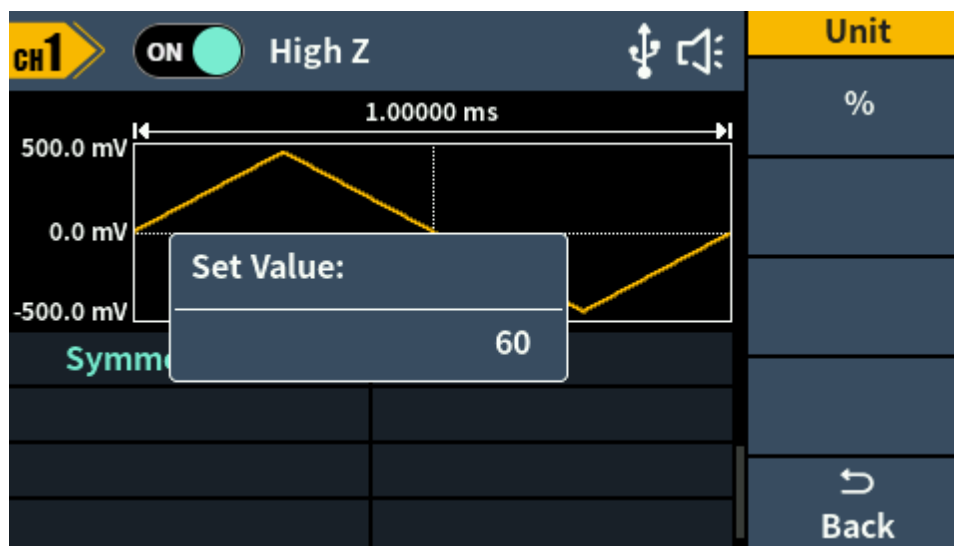 CH1 ON High Z
Unit
%
1.00000 ms
500.0 mV
0.0 mV
-500.0 mV
Set Value:
60
Back